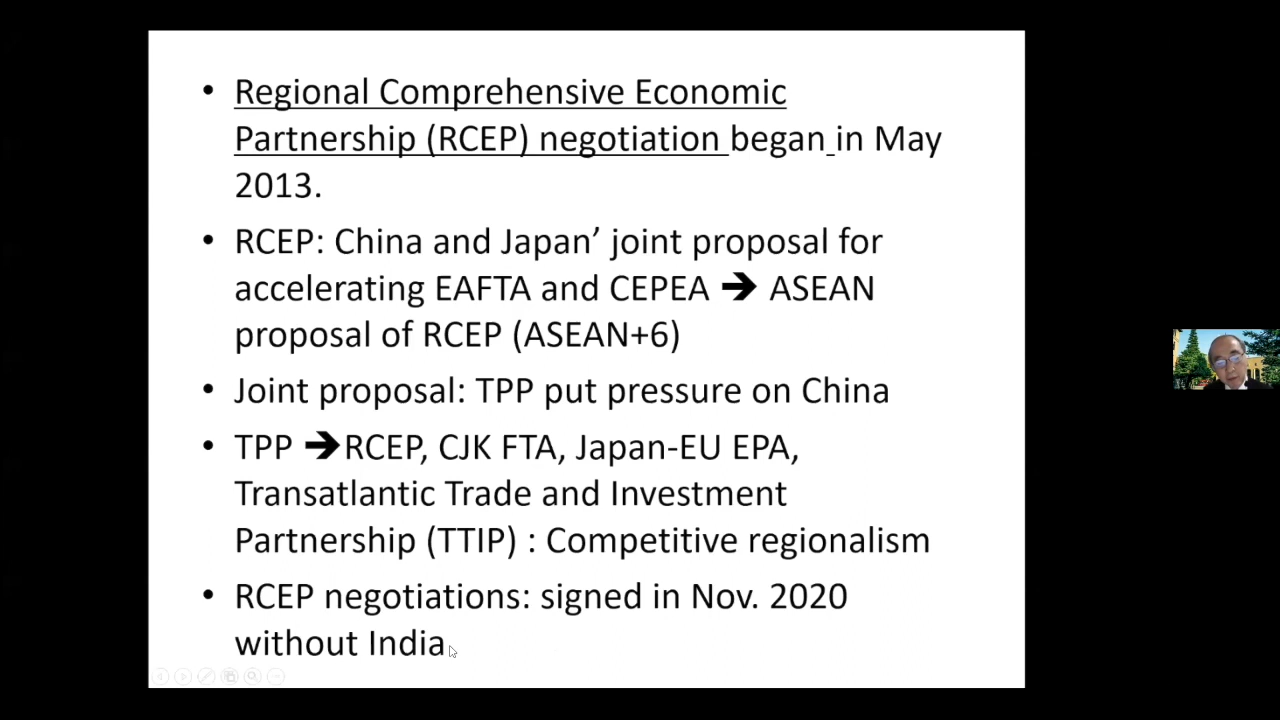 • Regional Comprehensive Economic
Partnership (RCEP) negotiation began in May
2013.
• RCEP: China and Japan’ joint proposal for
accelerating EAFTA and CEPEA ➔ ASEAN
proposal of RCEP (ASEAN+6)
• Joint proposal: TPP put pressure on China
• TPP ➔RCEP, CJK FTA, Japan-EU EPA,
Transatlantic Trade and Investment
Partnership (TTIP) : Competitive regionalism
• RCEP negotiations: signed in Nov. 2020
without India